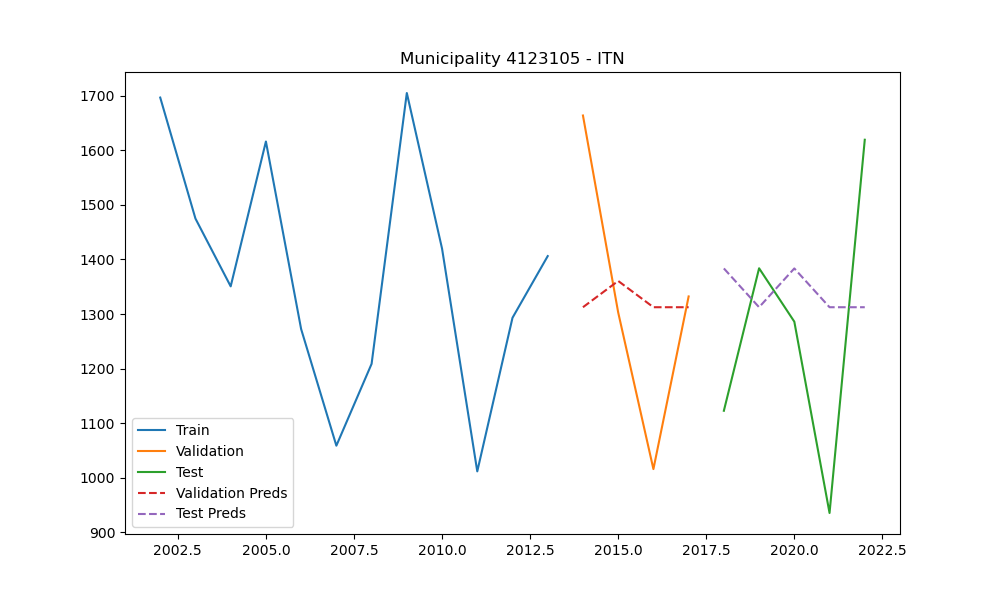 Municipality 4123105 - ITN
1700
1600
1500
1400
1300
1200
1100
1000
900
Train
Validation
Test
Validation Preds
Test Preds
2002.5 2005.0 2007.5 2010.0 2012.5 2015.0 2017.5 2020.0 2022.5